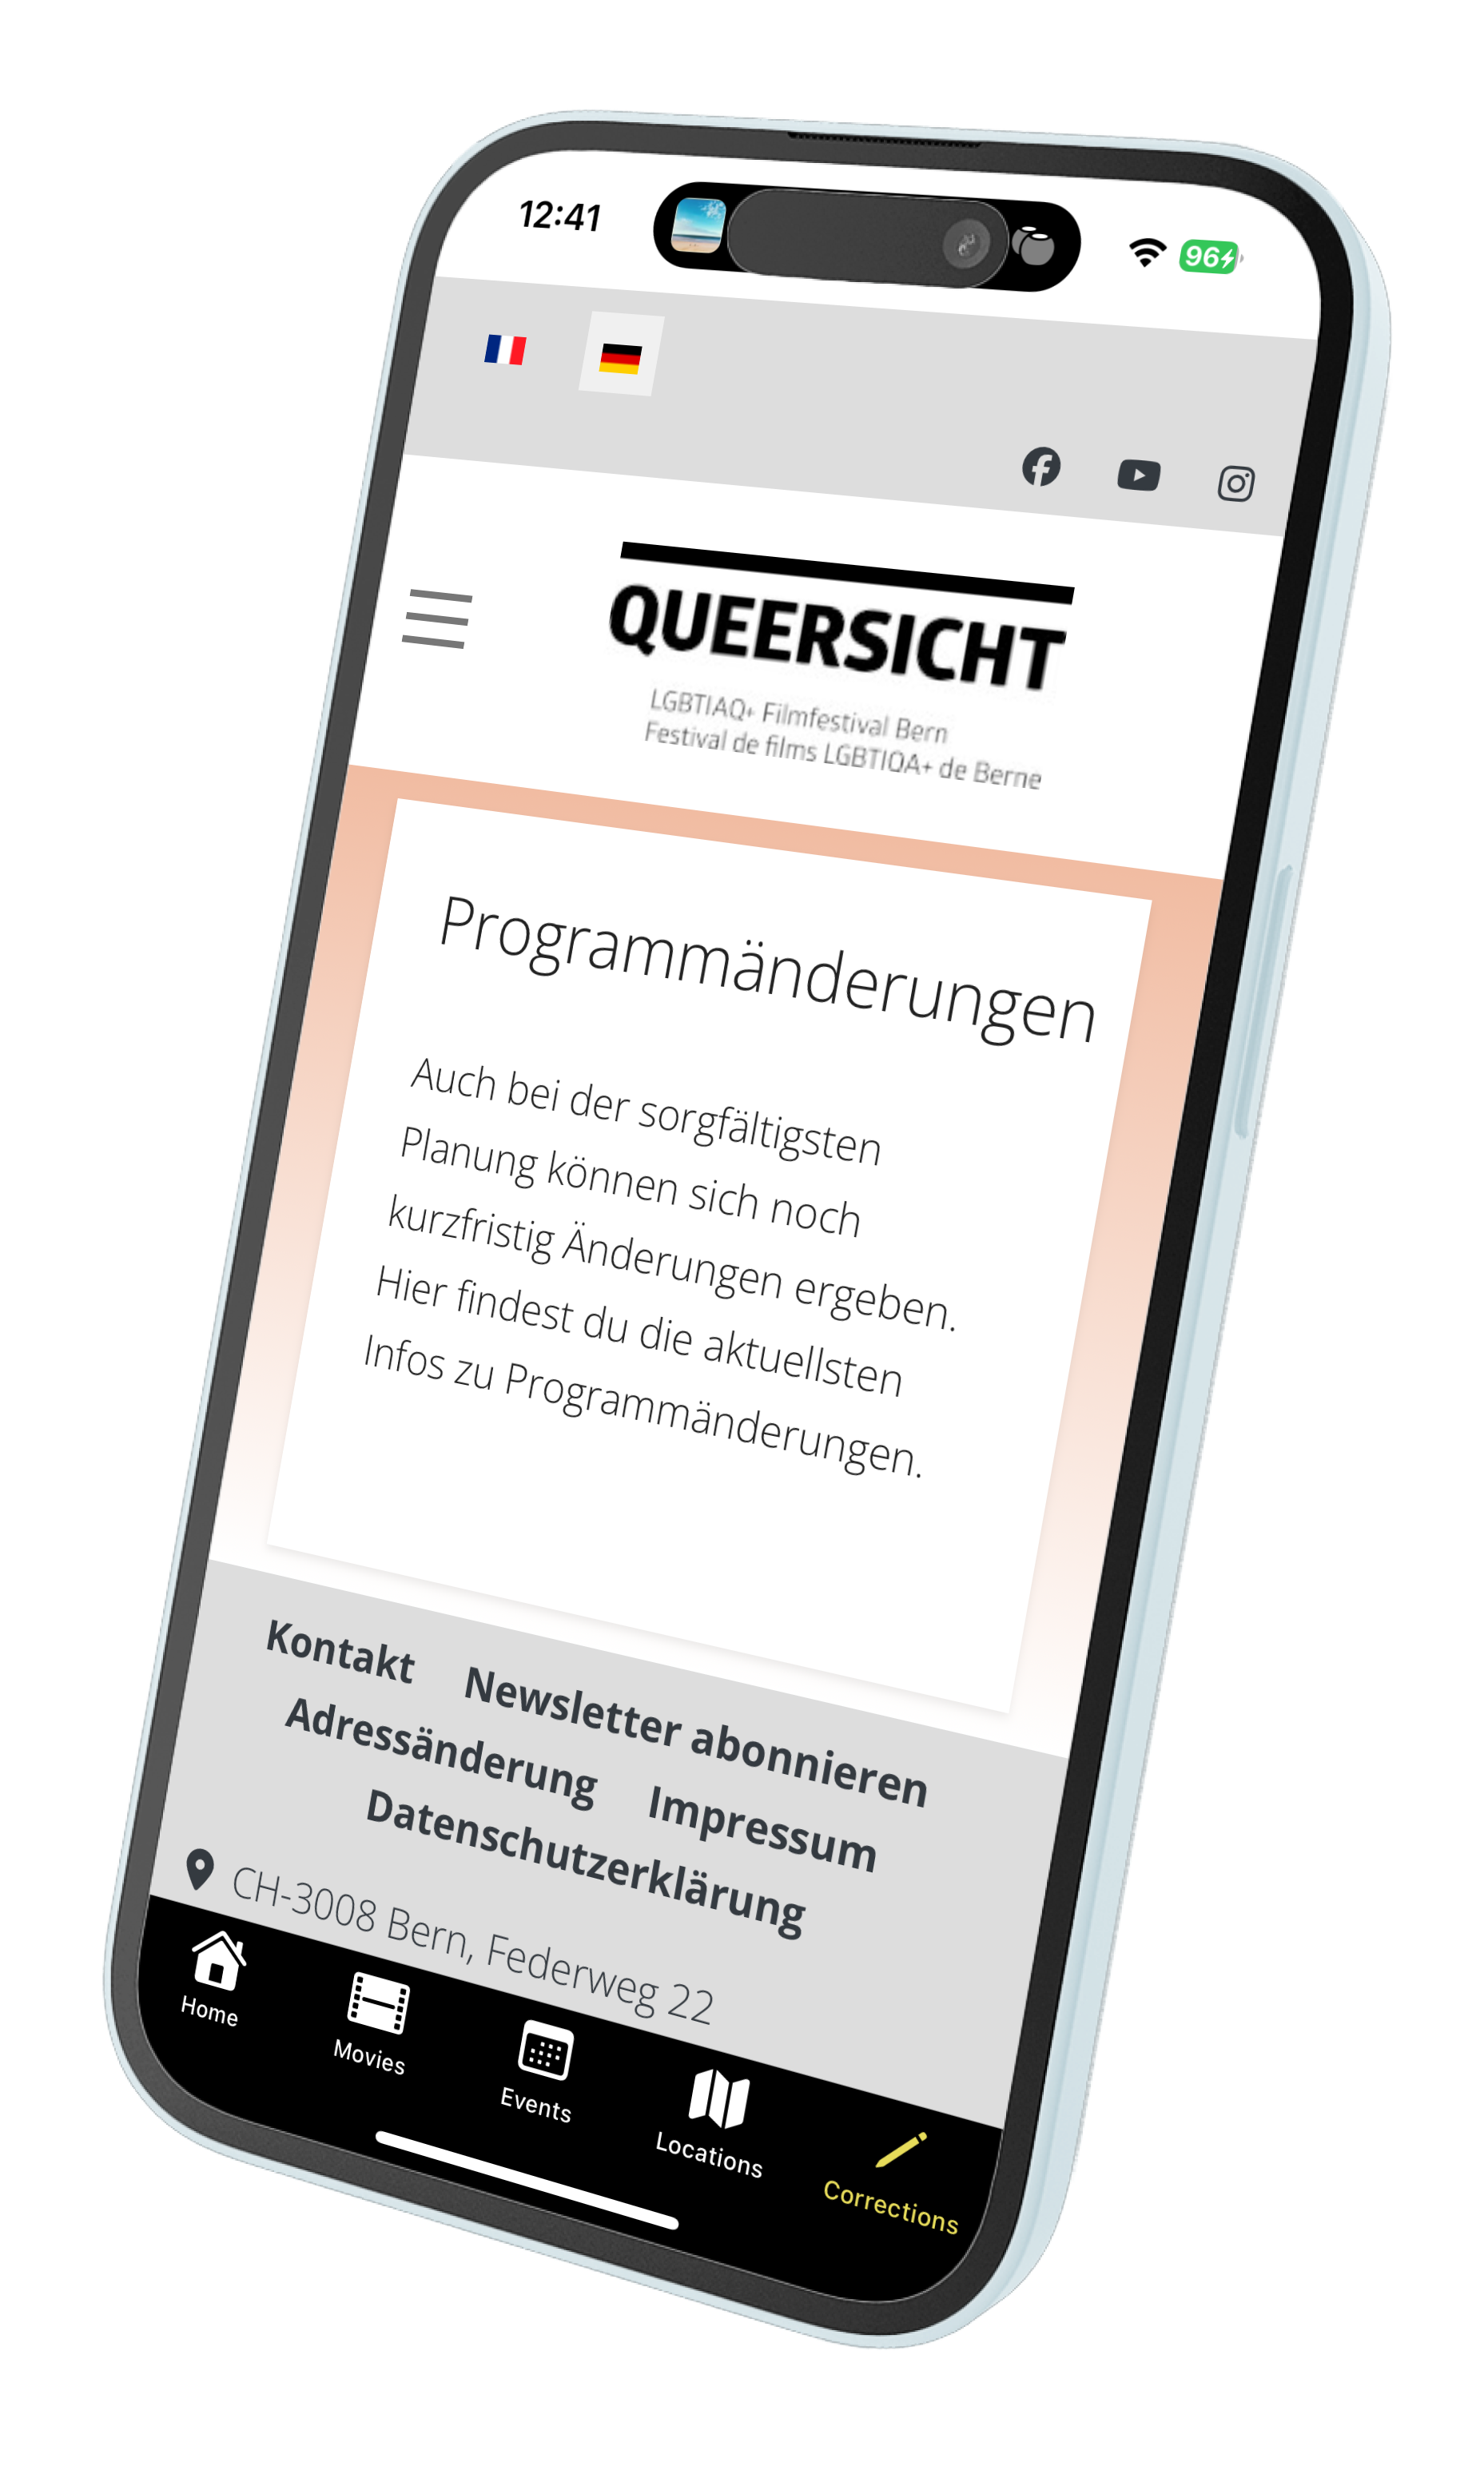 12:41
96
QUEERSICHT
LGBTIAQ+ Filmfestival Bern
Festival de films LGBTIQA+ de Berne
Programmänderungen
Auch bei der sorgfältigsten
Planung können sich noch
kurzfristig Änderungen ergeben.
Hier findest du die aktuellsten
Infos zu Programmänderungen.
Kontakt Newsletter abonnieren
Adressänderung Impressum
Datenschutzerklärung
CH-3008 Bern, Federweg 22
Home Movies Events Locations Corrections